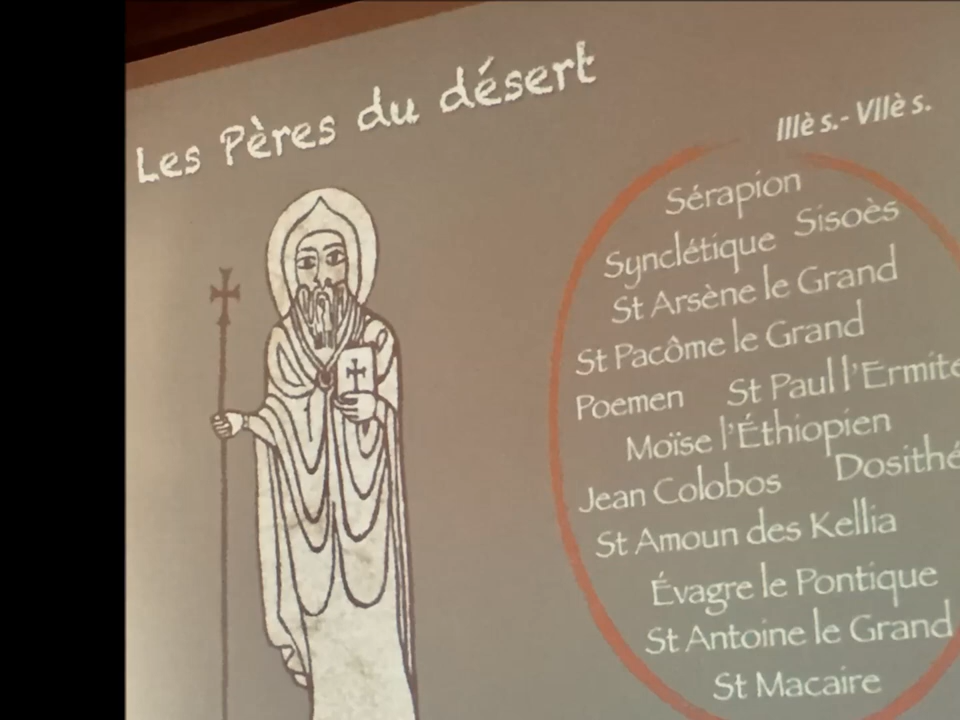 Les Pères du désert
IIIè s.- VIIè s.
Sérapion
Synclétique Sisoès
St Arsène le Grand
St Pacôme le Grand
Poemen St Paul l'Ermite
Moïse l'Éthiopien
Jean Colobos Dosithé
St Amoun des Kellia
Évagre le Pontique
St Antoine le Grand
St Macaire